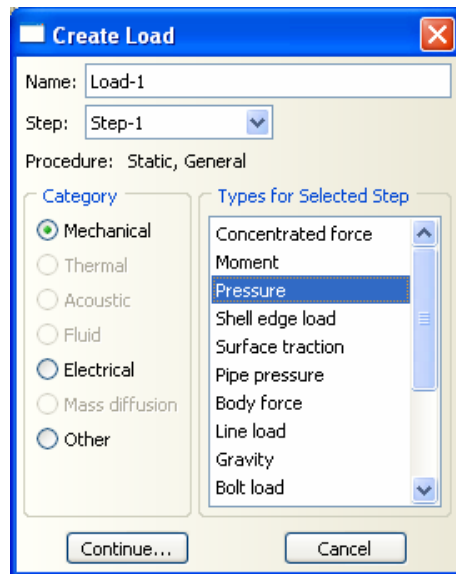 Create Load
Name: Load-1
Step: Step-1
Procedure: Static, General
Category
Mechanical
Thermal
Acoustic
Fluid
Electrical
Mass diffusion
Other
Types for Selected Step
Concentrated force
Moment
Pressure
Shell edge load
Surface traction
Pipe pressure
Body force
Line load
Gravity
Bolt load
Continue... Cancel